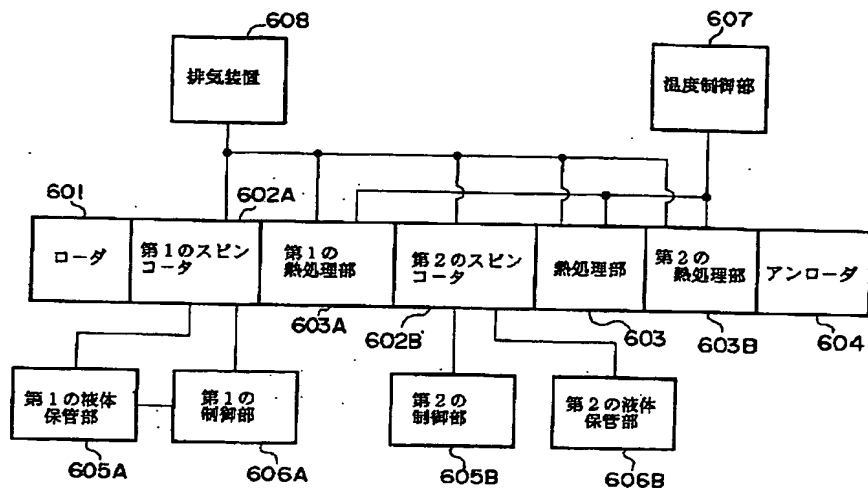 608
607
排気装置
温度制御部
601
602A
ローダ
第1のスピン
コータ
第1の
熱処理部
第2のスピン
コータ
熱処理部
第2の
熱処理部
アンローダ
603A
602B
603
603B
604
第1の液体
保管部
第1の
制御部
第2の
制御部
第2の液体
保管部
605A
606A
605B
606B